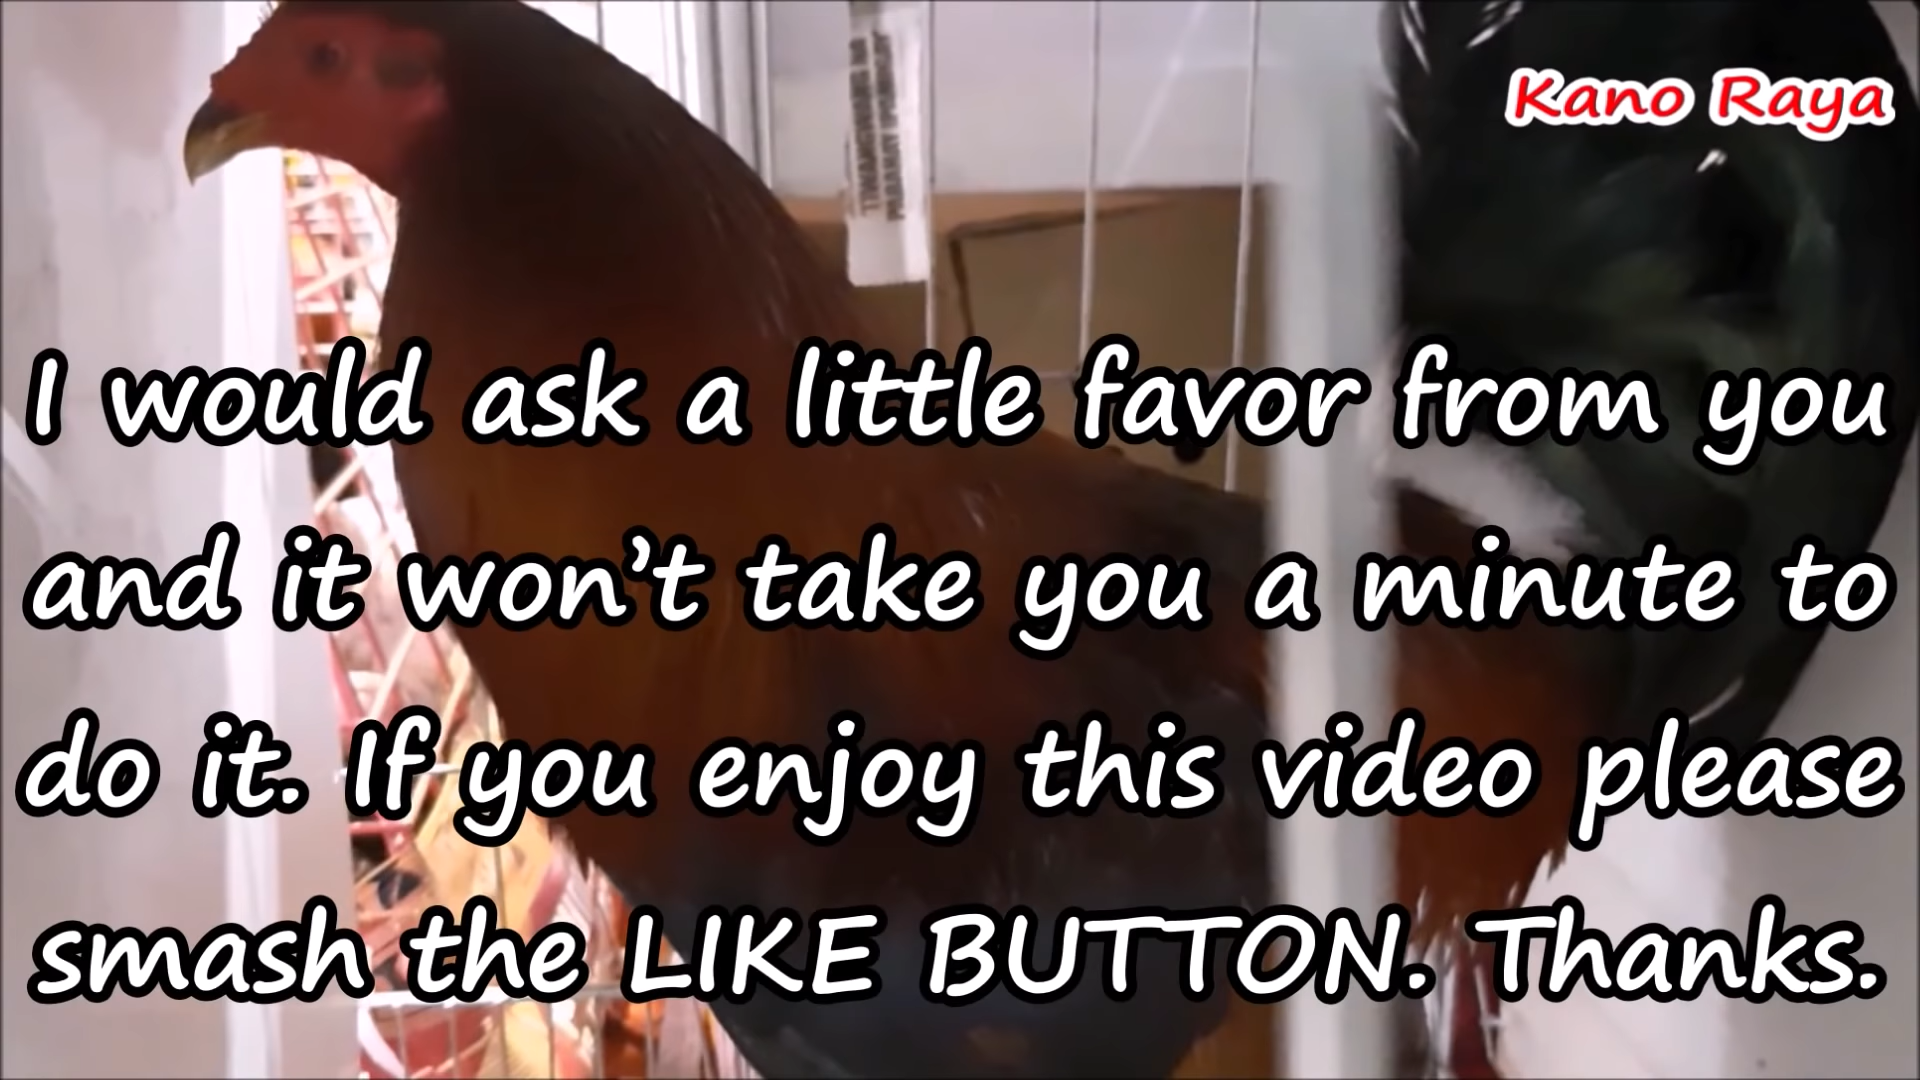 Kano Raya
I would ask a little favor from you
and it won’t take you a minute to
do it. If you enjoy this video please
smash the LIKE BUTTON. Thanks.